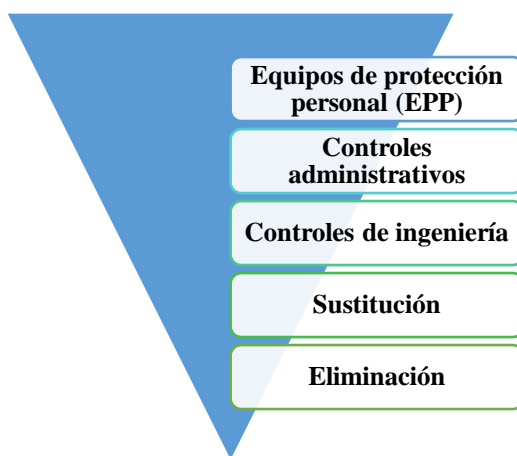 Equipos de protección
personal (EPP)
Controles
administrativos
Controles de ingeniería
Sustitución
Eliminación